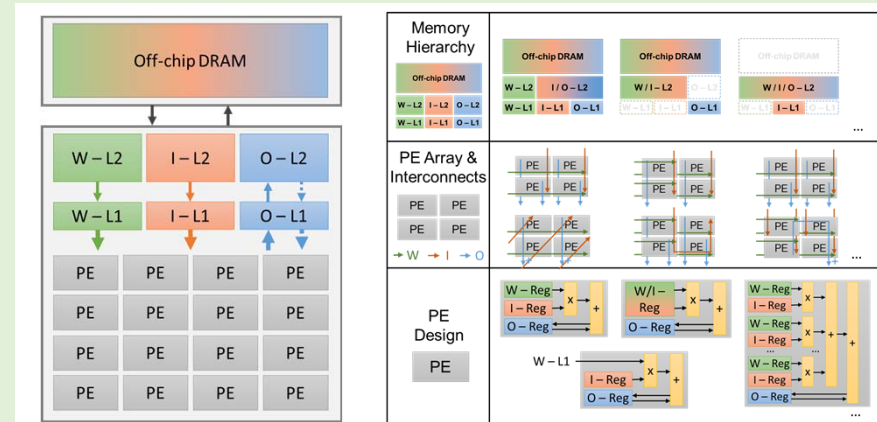 Off-chip DRAM
W – L2 I – L2 O – L2
W – L1 I – L1 O – L1
PE PE PE PE
PE PE PE PE
PE PE PE PE
PE PE PE PE
Memory
Hierarchy
Off-chip DRAM
W – L2 I – L2 O – L2
W – L1 I – L1 O – L1
Off-chip DRAM
W – L2 I / O – L2
W – L1 I – L1 O – L1
Off-chip DRAM
W / I – L2 O – L2
W – L1 I – L1 O – L1
Off-chip DRAM
W / I / O – L2
W – L1 I – L1 O – L1
...
PE Array &
Interconnects
PE PE
PE PE
W I O
PE PE
PE PE
PE PE
PE PE
PE PE
PE PE
PE PE
PE PE
PE PE
PE PE
PE PE
PE PE
+ +
...
PE
Design
PE
W – Reg
I – Reg
O – Reg
x +
W/I –
Reg
O – Reg
x +
W – L1
I – Reg
O – Reg
x +
W – Reg
I – Reg
x
W – Reg
I – Reg
x
... ...
W – Reg
I – Reg
x
O – Reg
+ +
...